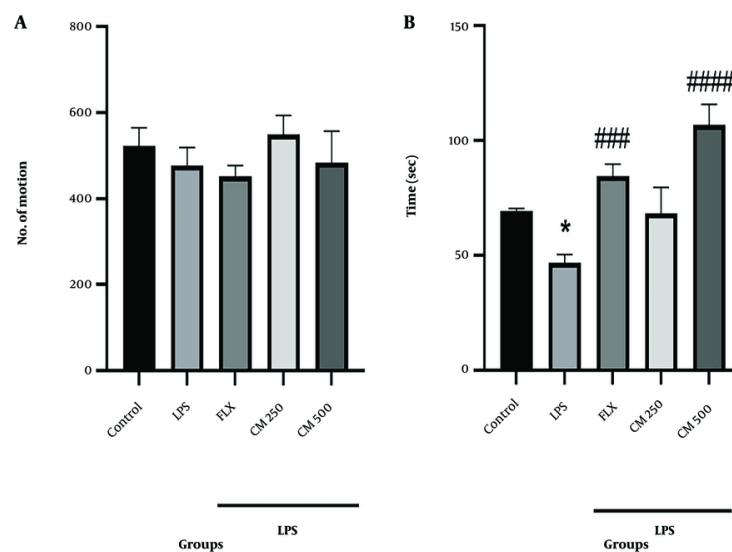 A
No. of motion
800
600
400
200
0
Control
LPS
FLX
CM 250
CM 500
LPS
Groups
B
Time (sec)
150
100
50
0
*
###
####
Control
LPS
FLX
CM 250
CM 500
LPS
Groups